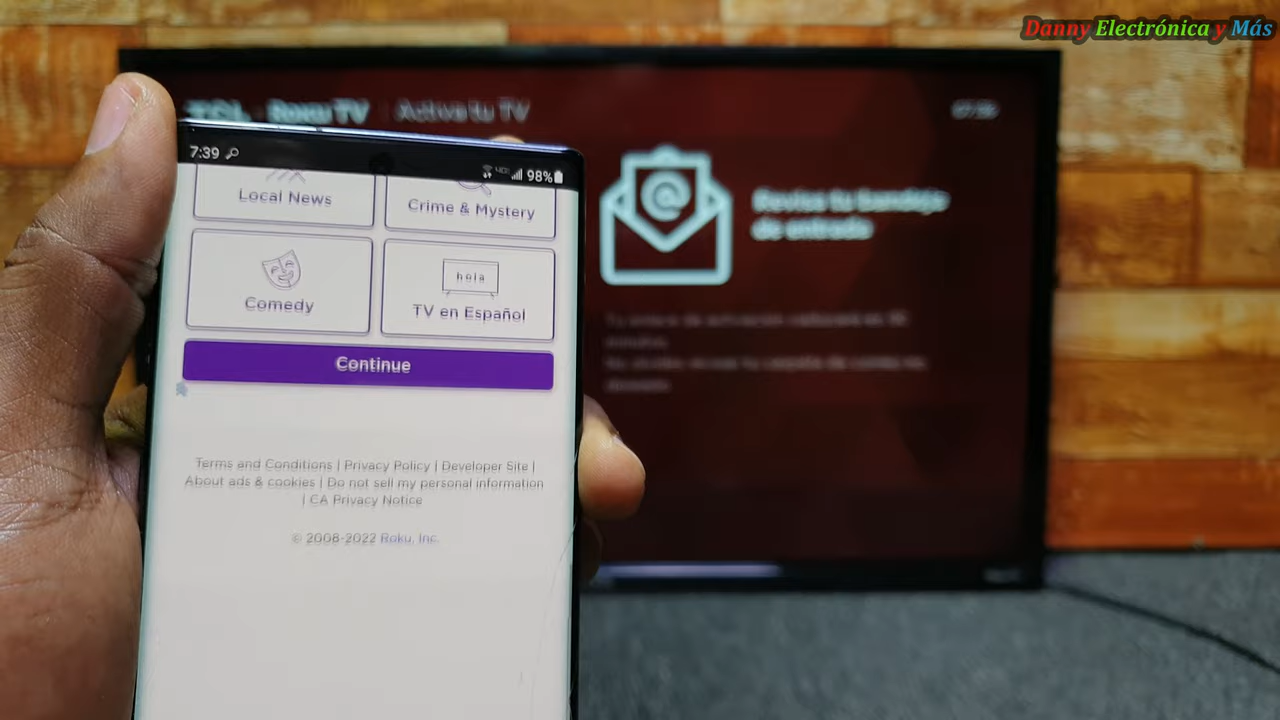 Danny Electrónica y Más
TCL · Roku TV | Activa tu TV
Revisa tu bandeja
de entrada
7:39
98%
Local News
Crime & Mystery
Comedy
hola
TV en Español
Continue
Terms and Conditions | Privacy Policy | Developer Site |
About ads & cookies | Do not sell my personal information
| CA Privacy Notice
© 2008-2022 Roku, Inc.